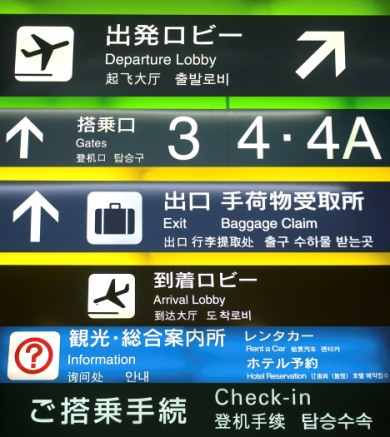 出発ロビー
Departure Lobby
起飞大厅 출발로비
搭乗口 3 4・4A
Gates
登机口 탑승구
出口 手荷物受取所
Exit Baggage Claim
出口 行李提取处 출구 수하물 받는곳
到着ロビー
Arrival Lobby
到达大厅 도착로비
観光・総合案内所 レンタカー
Rent a Car 租赁汽车 렌터카
Information ホテル予約
询问处 안내 Hotel Reservation 호텔 예약접수
ご搭乗手続 Check-in
登机手续 탑승수속